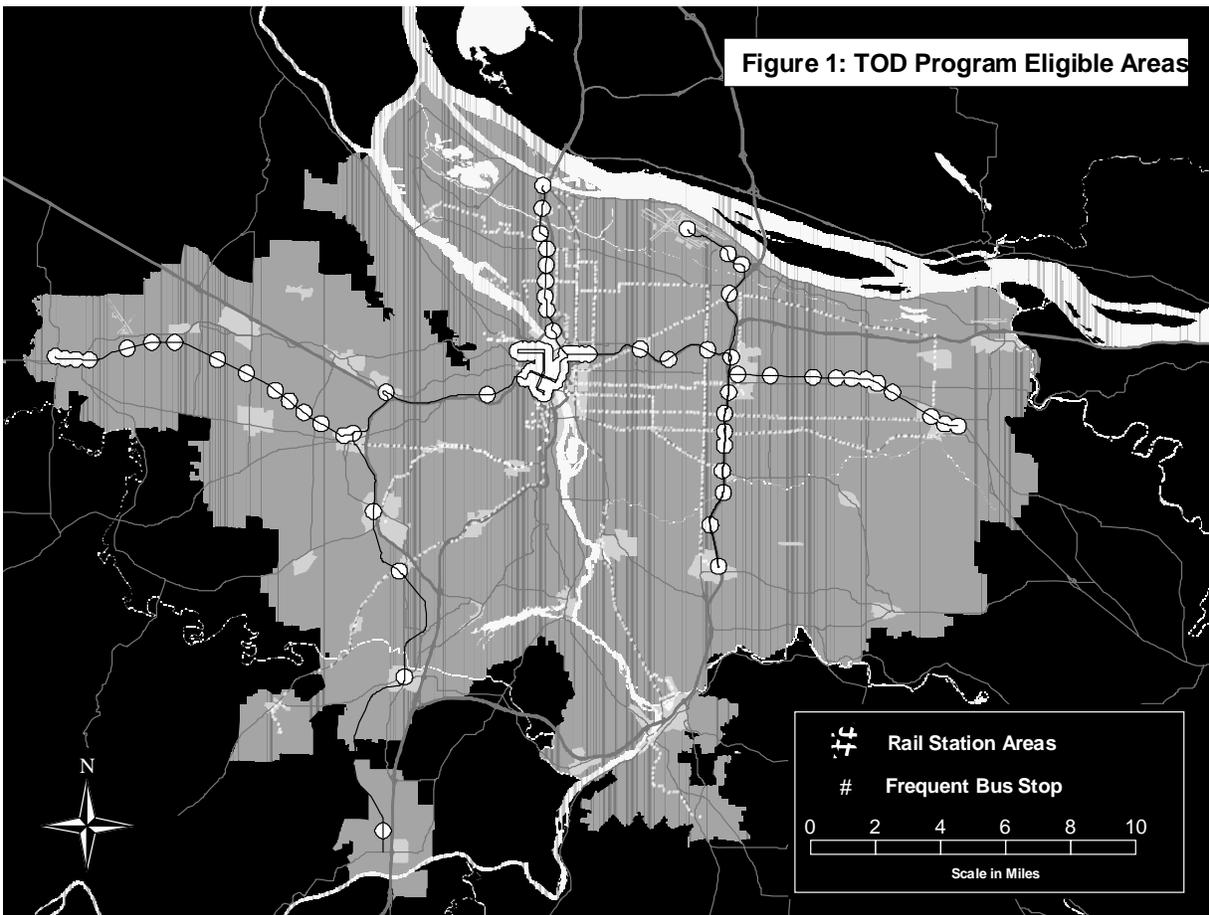 Figure 1: TOD Program Eligible Areas
N
Rail Station Areas
# Frequent Bus Stop
0 2 4 6 8 10
Scale in Miles